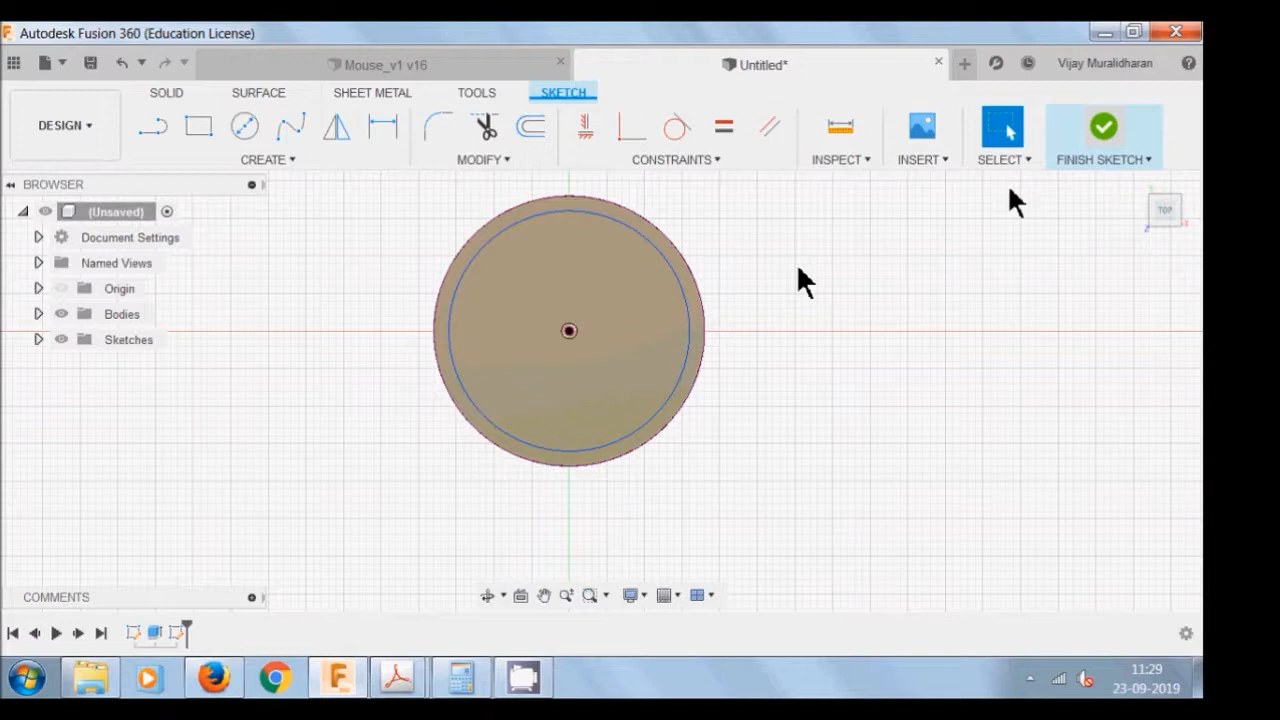 Autodesk Fusion 360 (Education License)
Mouse_v1 v16
Untitled*
Vijay Muralidharan
SOLID SURFACE SHEET METAL TOOLS SKETCH
DESIGN
CREATE MODIFY CONSTRAINTS INSPECT INSERT SELECT FINISH SKETCH
BROWSER
(Unsaved)
TOP
Document Settings
Named Views
Origin
Bodies
Sketches
COMMENTS
11:29
23-09-2019